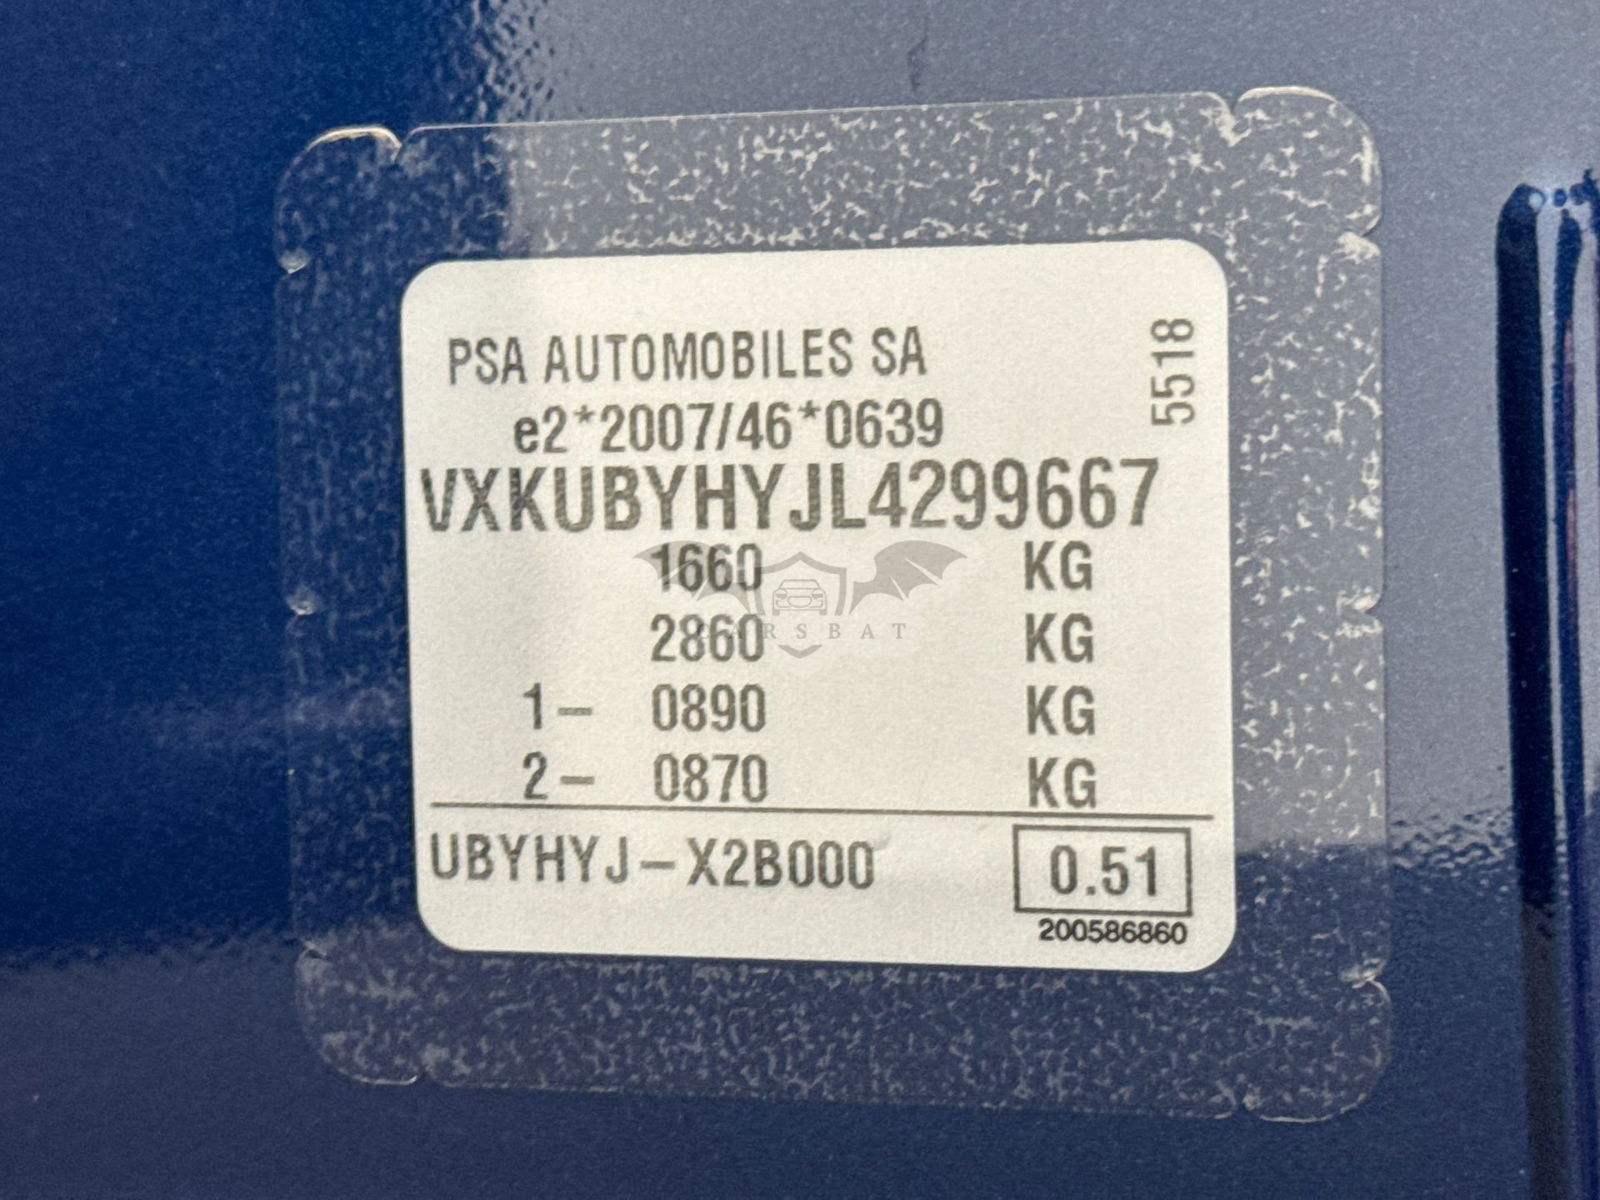 PSA AUTOMOBILES SA
5518
e2*2007/46*0639
VXKUBYHYJL4299667
1660 KG
2860 KG
CARSBAT
1- 0890 KG
2- 0870 KG
UBYHYJ-X2B000
0.51
200586860